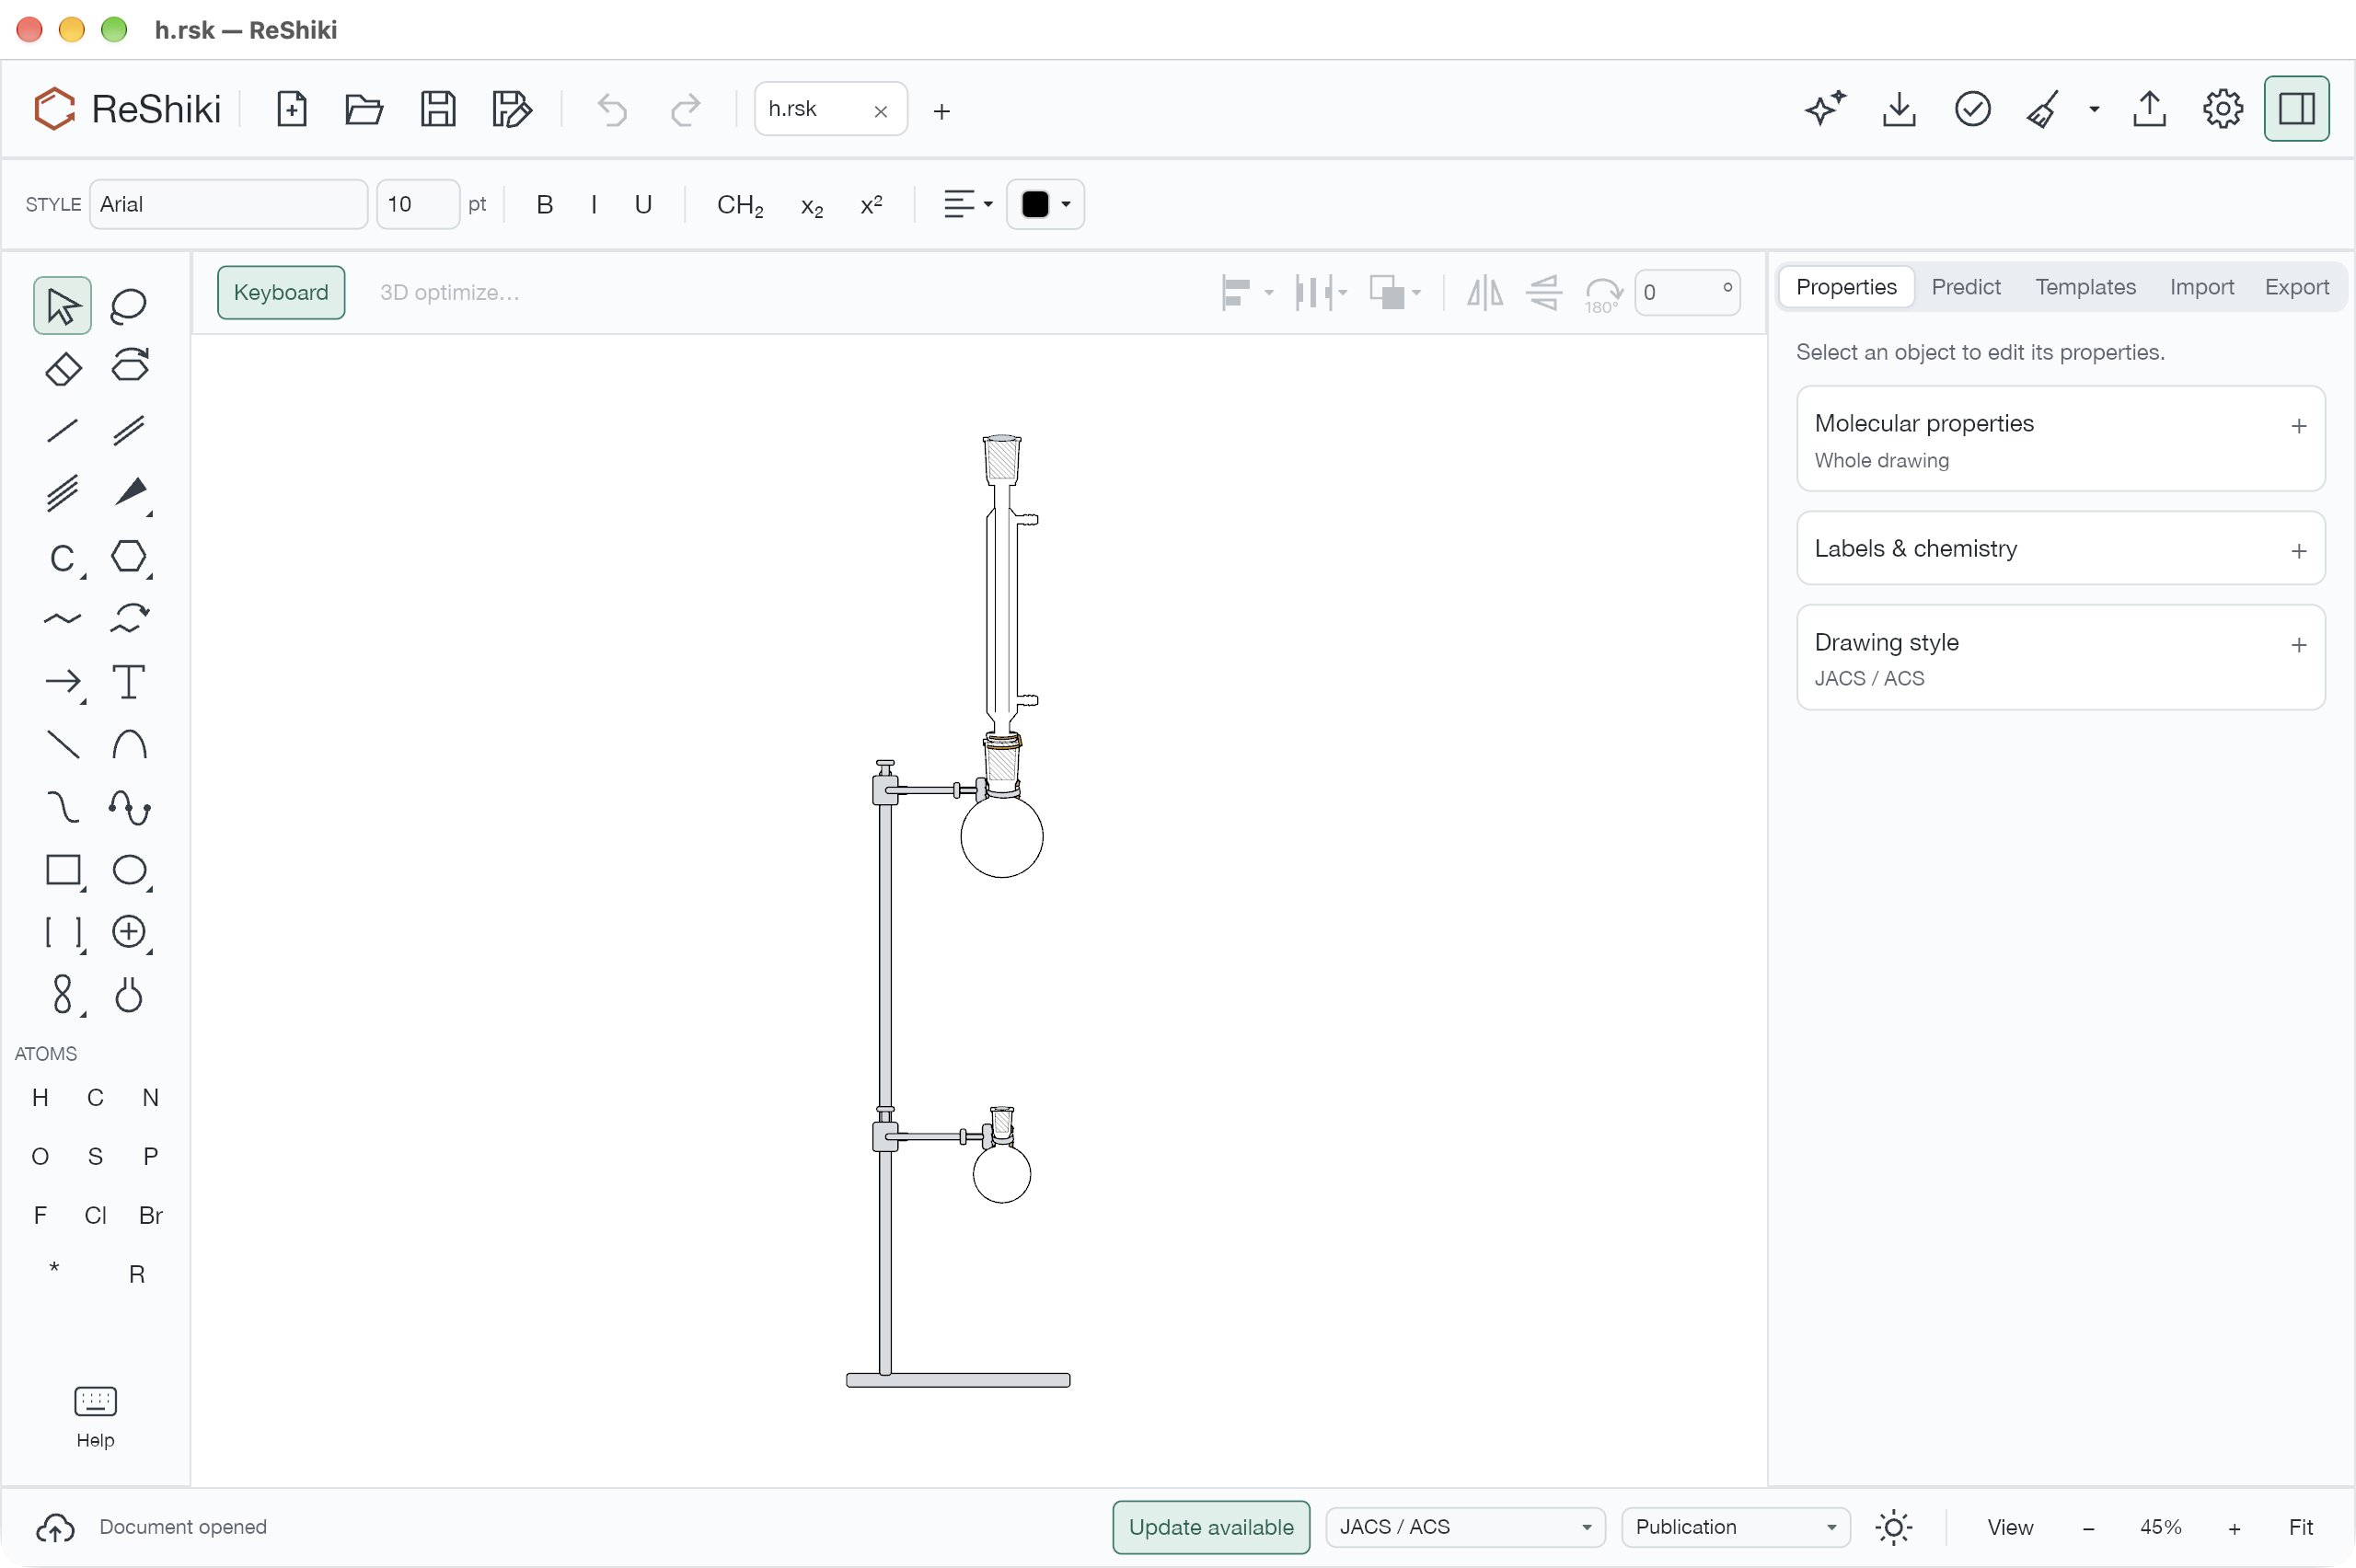 h.rsk — ReShiki
ReShiki
h.rsk
STYLE Arial 10 pt B I U CH₂ x₂ x²
Keyboard 3D optimize... 180° 0 °
Properties Predict Templates Import Export
Select an object to edit its properties.
Molecular properties +
Whole drawing
Labels & chemistry +
Drawing style +
JACS / ACS
C
T
ATOMS
H C N
O S P
F Cl Br
* R
Help
Document opened Update available JACS / ACS Publication View – 45% + Fit